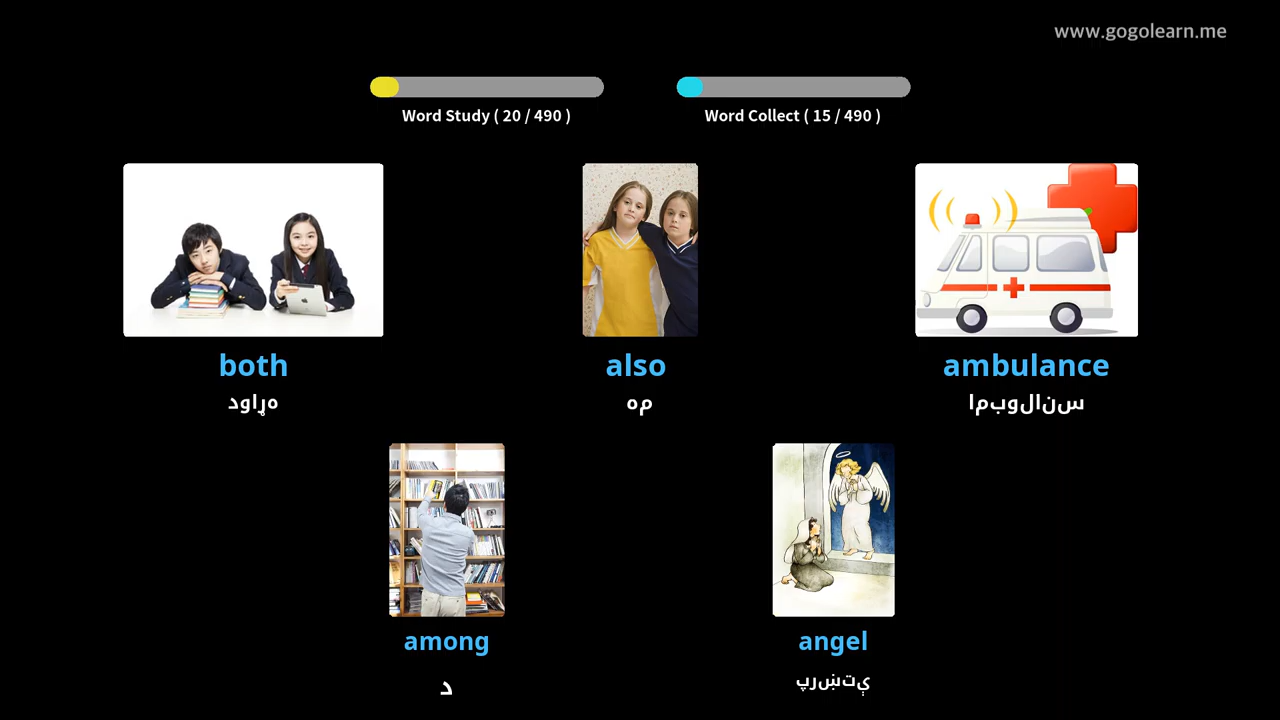 www.gogolearn.me
Word Study ( 20 / 490 )
Word Collect ( 15 / 490 )
both
دواړه
also
هم
ambulance
امبولانس
among
د
angel
پرښتې